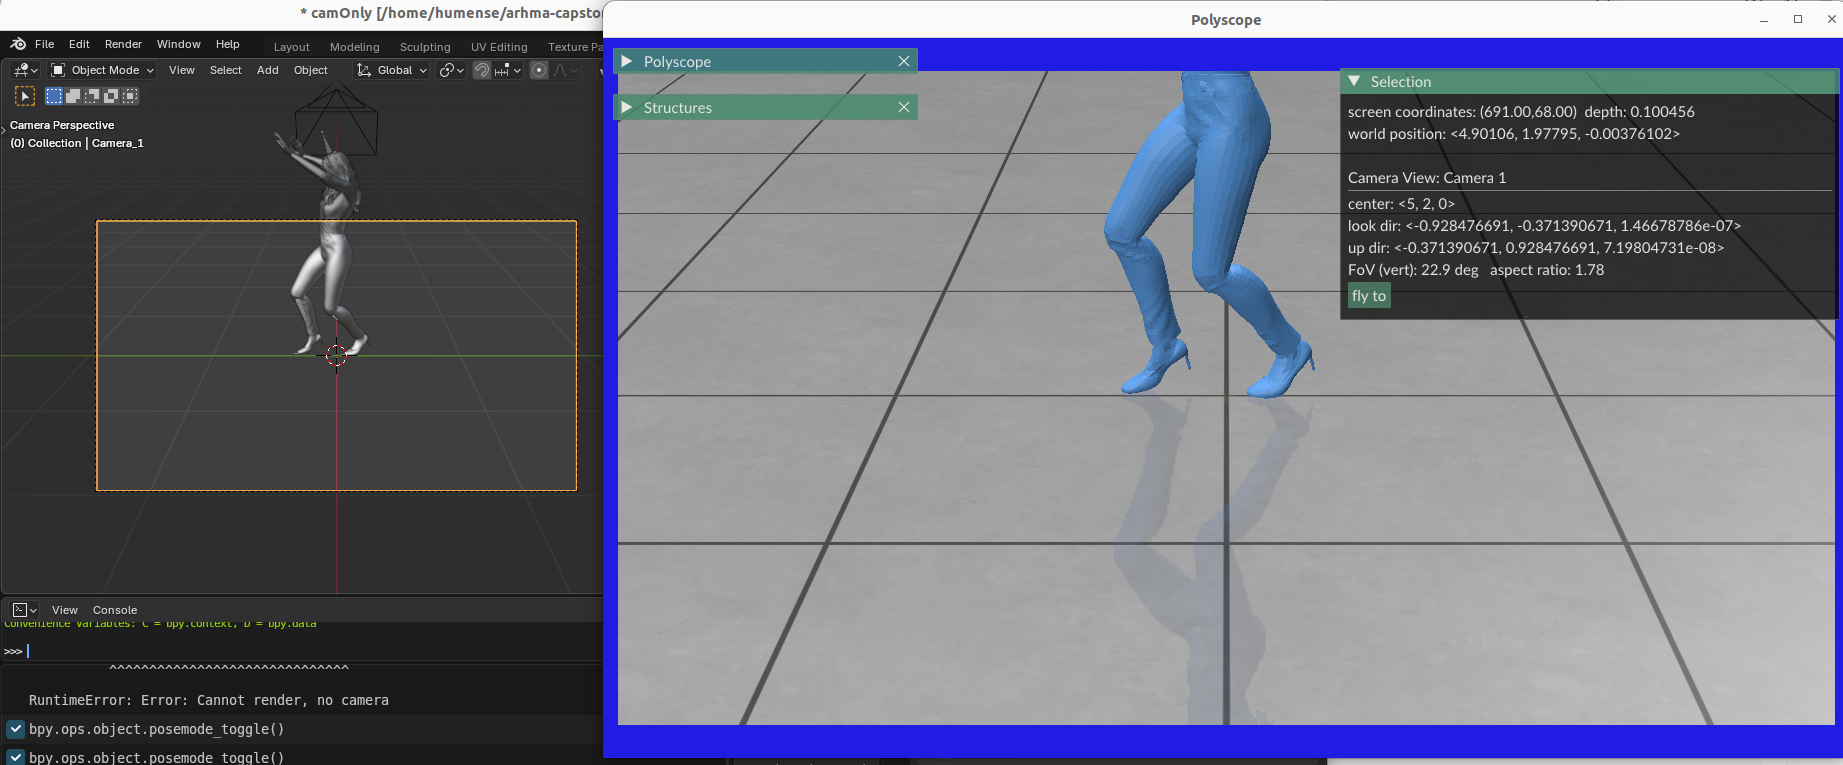 * camOnly [/home/humense/arhma-capsto
File Edit Render Window Help Layout Modeling Sculpting UV Editing Texture Pa
Object Mode View Select Add Object Global
Camera Perspective
(0) Collection | Camera_1
View Console
Convenience Variables: C = bpy.context, D = bpy.data
>>>
^^^^^^^^^^^^^^^^^^^^^^^^^^^^^^
RuntimeError: Error: Cannot render, no camera
bpy.ops.object.posemode_toggle()
bpy.ops.object.posemode_toggle()
Polyscope
Polyscope
Structures
Selection
screen coordinates: (691.00,68.00) depth: 0.100456
world position: <4.90106, 1.97795, -0.00376102>
Camera View: Camera 1
center: <5, 2, 0>
look dir: <-0.928476691, -0.371390671, 1.46678786e-07>
up dir: <-0.371390671, 0.928476691, 7.19804731e-08>
FoV (vert): 22.9 deg aspect ratio: 1.78
fly to